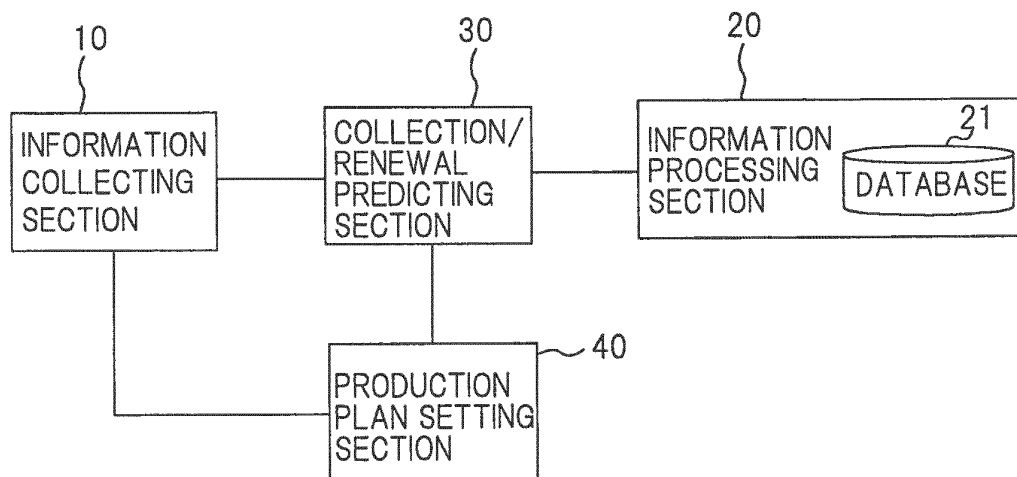 10
INFORMATION
COLLECTING
SECTION
30
COLLECTION/
RENEWAL
PREDICTING
SECTION
20
INFORMATION
PROCESSING
SECTION
21
DATABASE
40
PRODUCTION
PLAN SETTING
SECTION